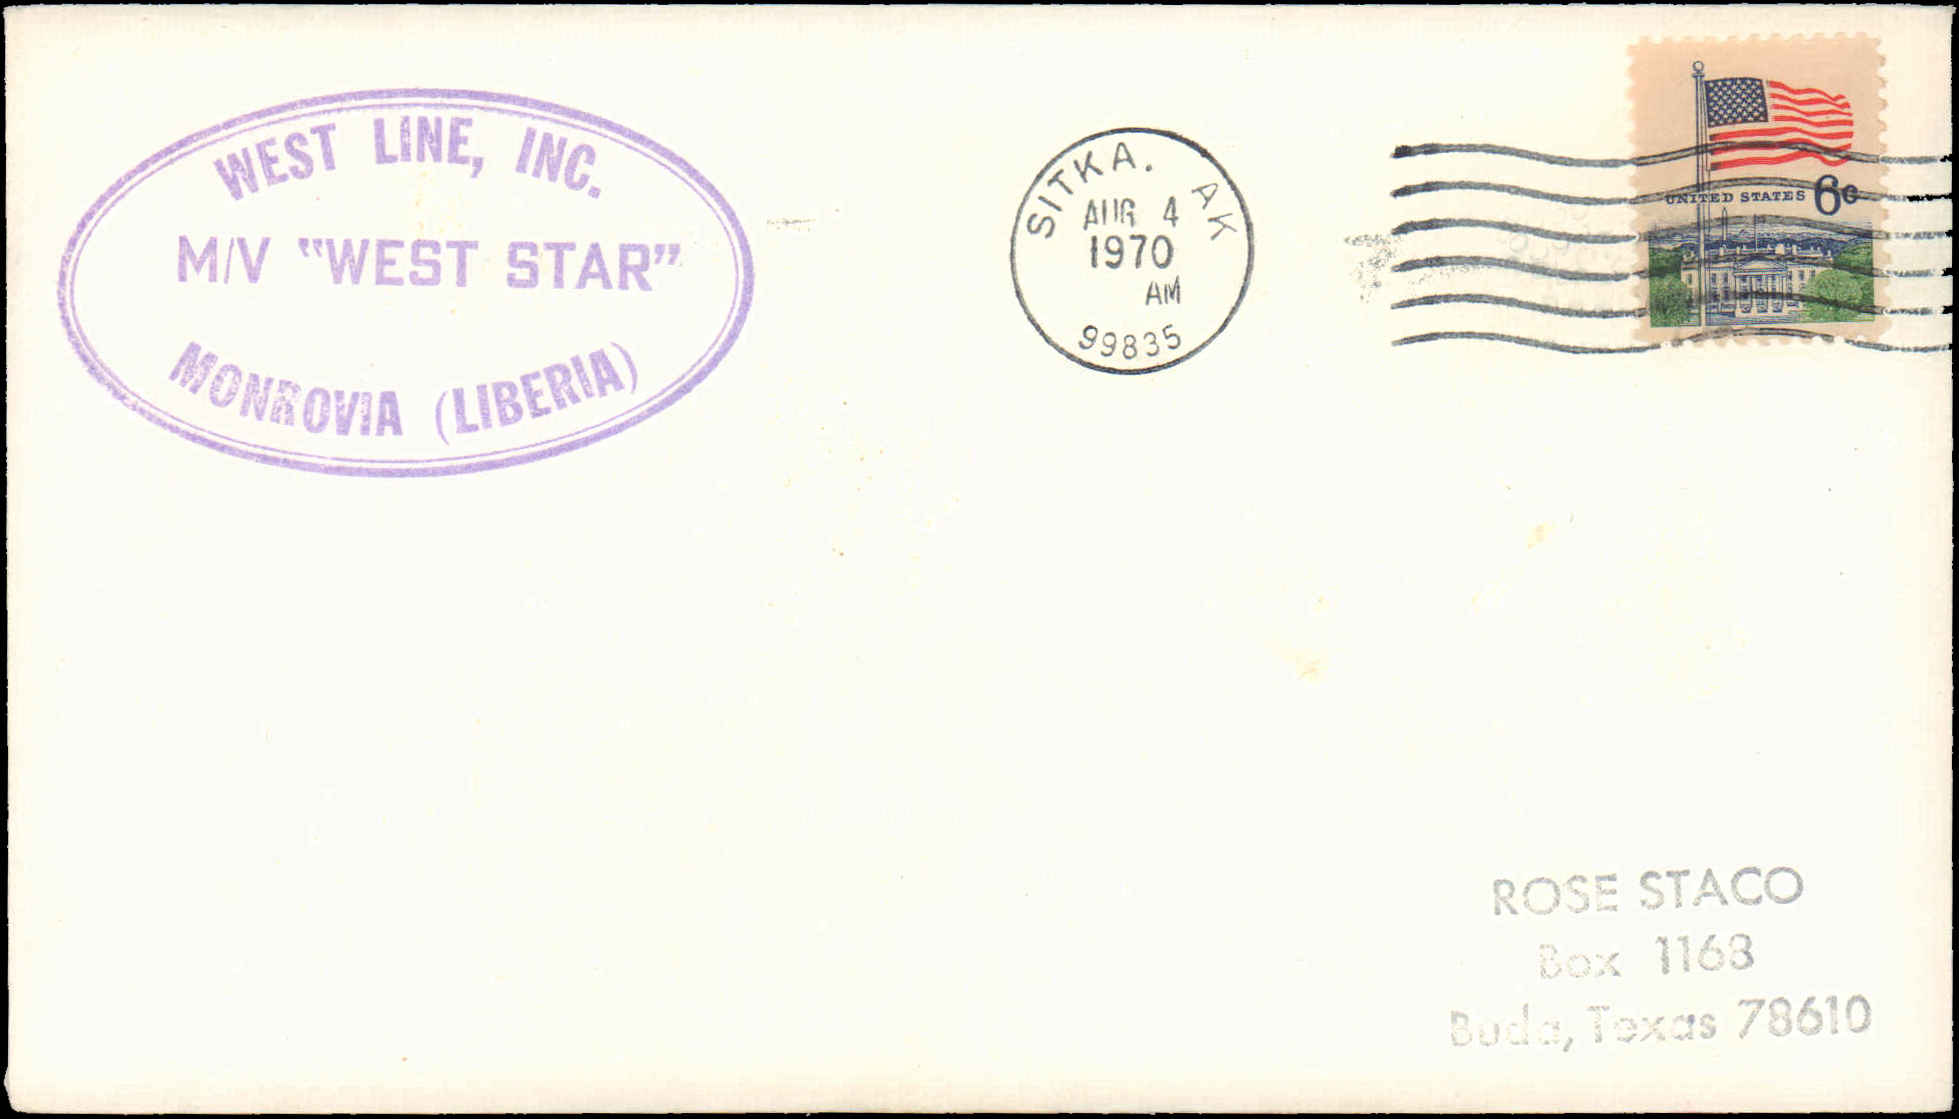 WEST LINE, INC.
M/V "WEST STAR"
MONROVIA (LIBERIA)
SITKA. AK
AUG 4
1970
AM
99835
UNITED STATES 6c
ROSE STACO
Box 1168
Buda, Texas 78610